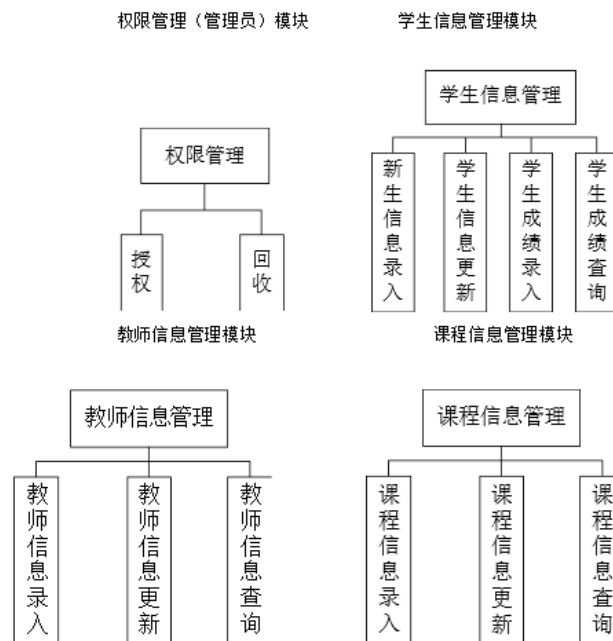 权限管理（管理员）模块
学生信息管理模块
权限管理
授权
回收
学生信息管理
新生信息录入
学生信息更新
学生成绩录入
学生成绩查询
教师信息管理模块
课程信息管理模块
教师信息管理
教师信息录入
教师信息更新
教师信息查询
课程信息管理
课程信息录入
课程信息更新
课程信息查询